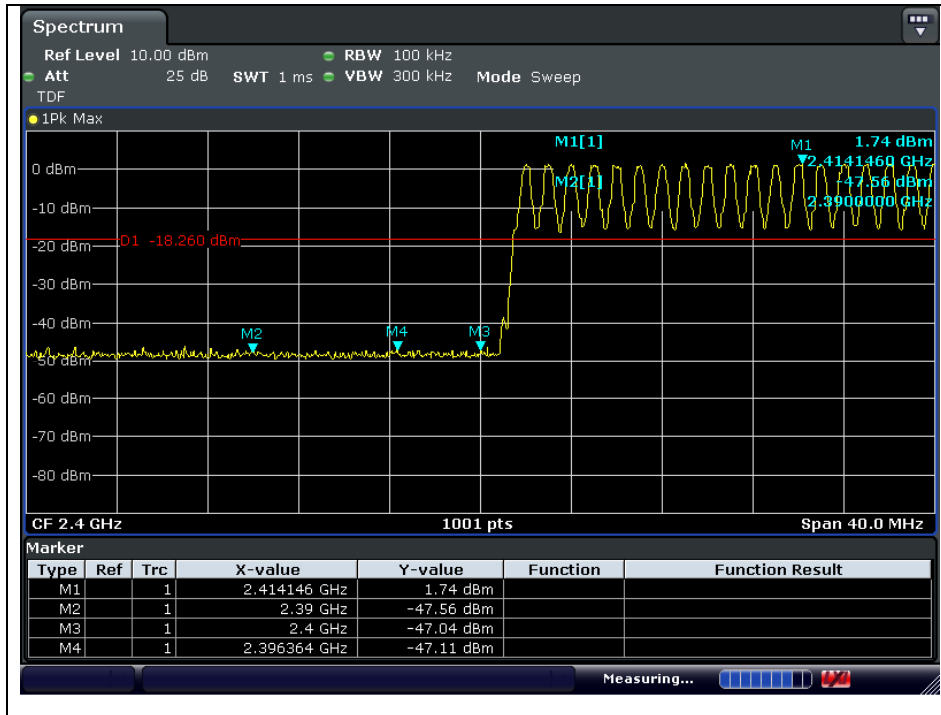 Spectrum
Ref Level 10.00 dBm RBW 100 kHz
Att 25 dB SWT 1 ms VBW 300 kHz Mode Sweep
TDF
1Pk Max
M1[1] 1.74 dBm
2.4141460 GHz
M2[1] -47.56 dBm
2.3900000 GHz
M1
0 dBm
-10 dBm
D1 -18.260 dBm
-20 dBm
-30 dBm
-40 dBm
M2 M4 M3
-50 dBm
-60 dBm
-70 dBm
-80 dBm
CF 2.4 GHz 1001 pts Span 40.0 MHz
Marker
Type Ref Trc X-value Y-value Function Function Result
M1 1 2.414146 GHz 1.74 dBm
M2 1 2.39 GHz -47.56 dBm
M3 1 2.4 GHz -47.04 dBm
M4 1 2.396364 GHz -47.11 dBm
Measuring...